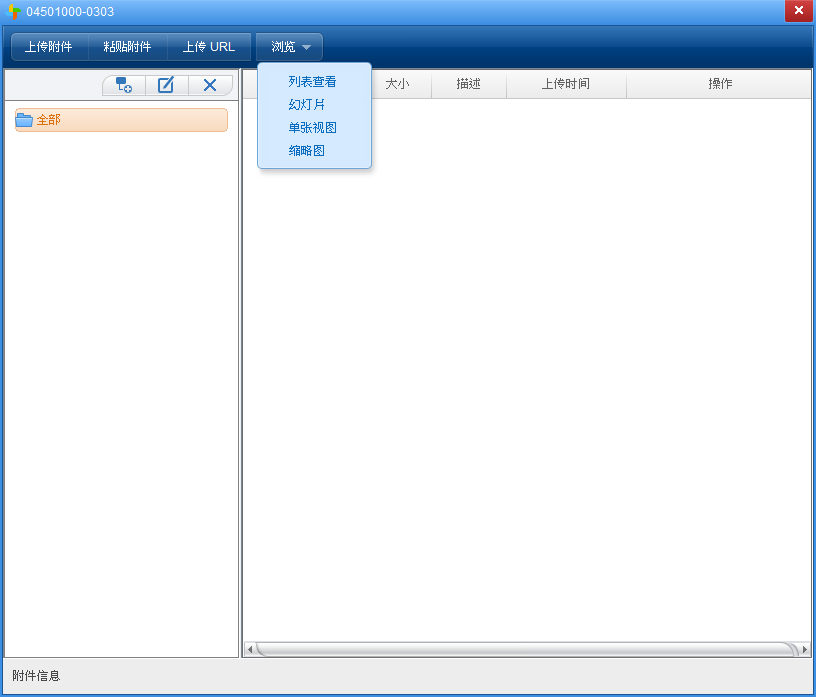 04501000-0303
上传附件 粘贴附件 上传 URL 浏览
列表查看
幻灯片
单张视图
缩略图
大小 描述 上传时间 操作
全部
附件信息